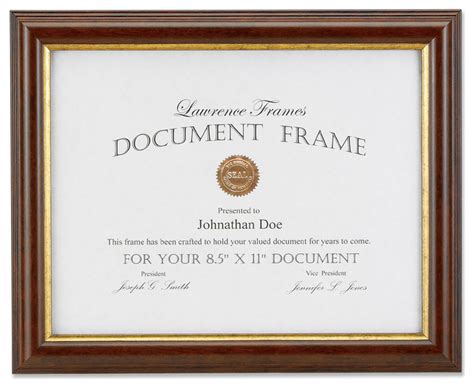 Lawrence Frames
DOCUMENT FRAME
SEAL
Presented to
Johnathan Doe
This frame has been crafted to hold your valued document for years to come.
FOR YOUR 8.5" X 11" DOCUMENT
President Vice President
Joseph G. Smith Jennifer L. Jones